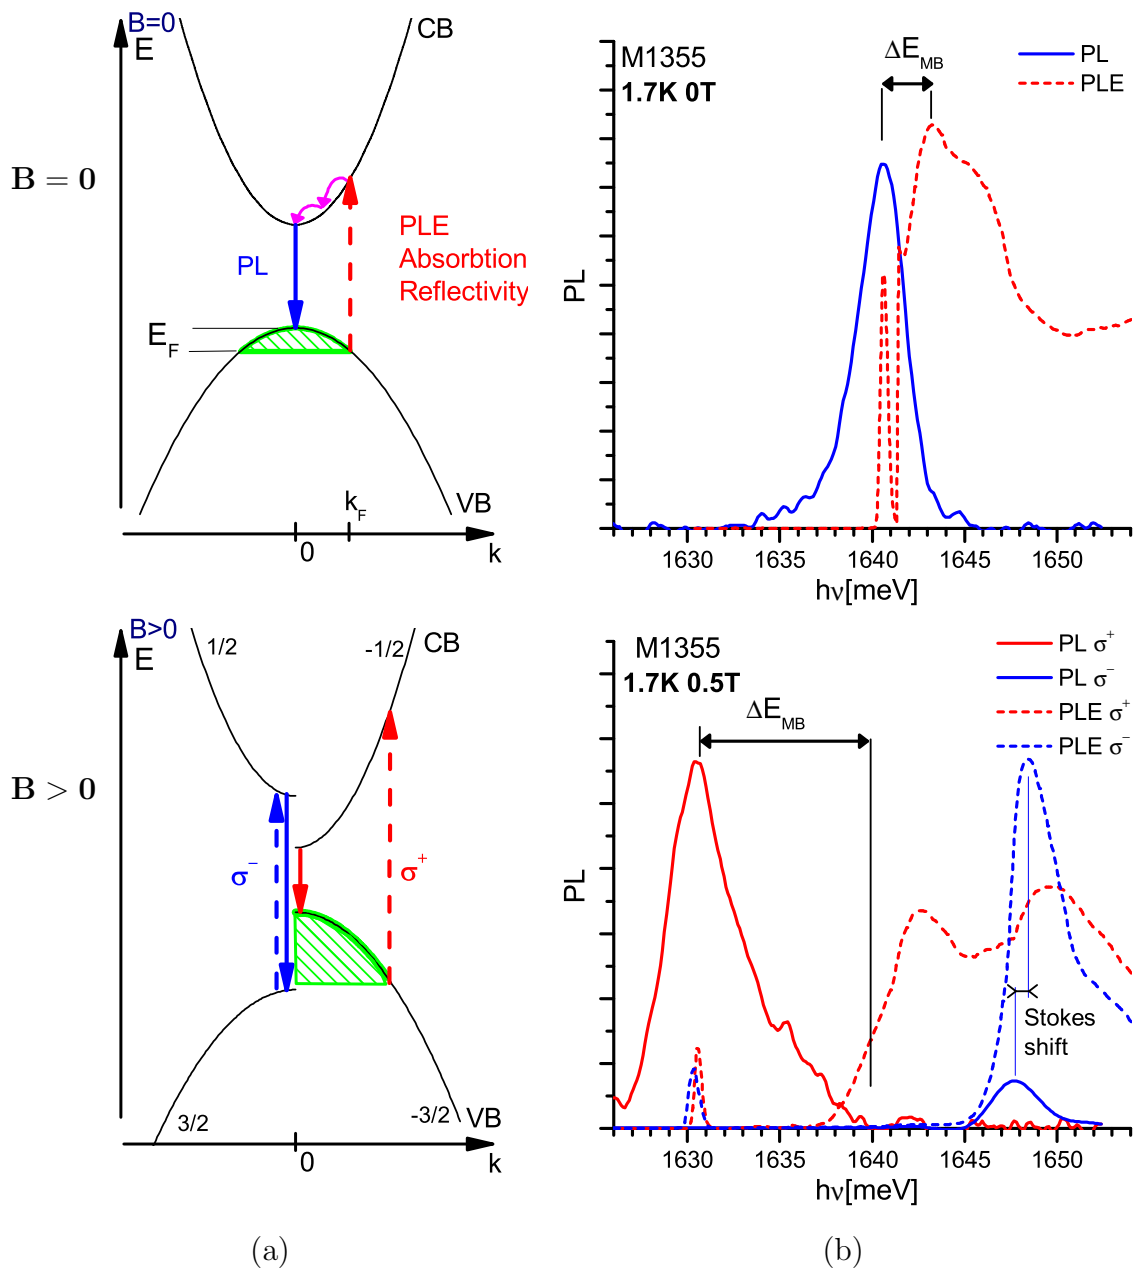 B=0
E
CB
B = 0
PL
PLE
Absorbtion
Reflectivity
E_F
VB
k_F
0
k
M1355
1.7K 0T
ΔE_MB
PL
PLE
PL
1630
1635
1640
1645
1650
hν[meV]
B>0
E
1/2
-1/2
CB
B > 0
σ⁻
σ⁺
3/2
-3/2
VB
0
k
M1355
1.7K 0.5T
ΔE_MB
PL σ⁺
PL σ⁻
PLE σ⁺
PLE σ⁻
PL
Stokes
shift
1630
1635
1640
1645
1650
hν[meV]
(a)
(b)